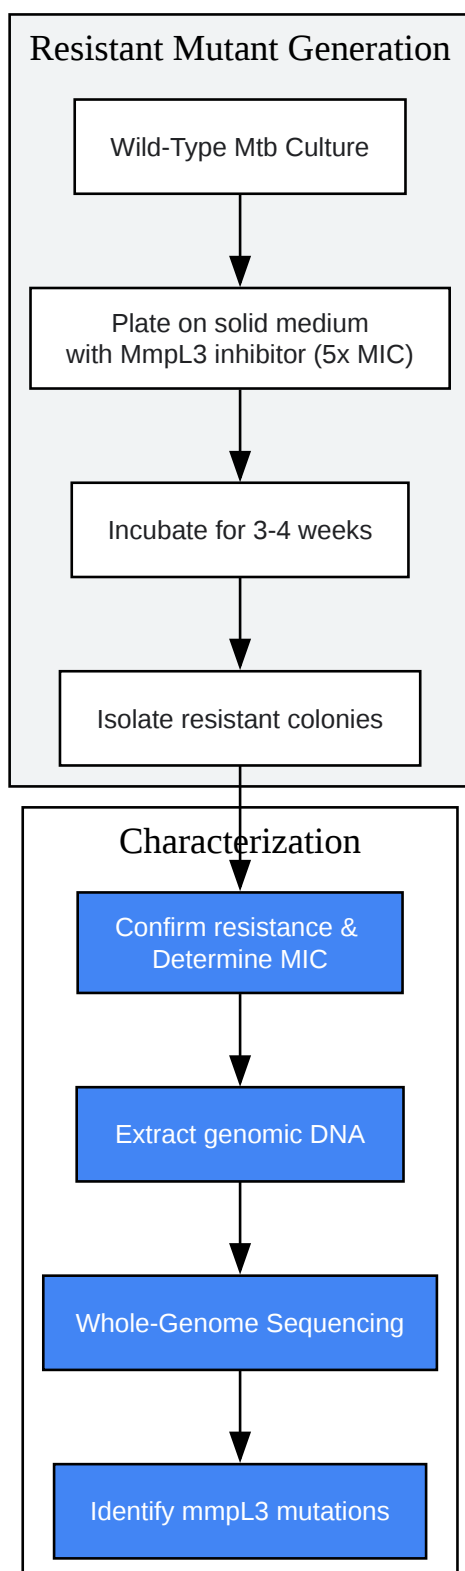 Resistant Mutant Generation
Wild-Type Mtb Culture
Plate on solid medium
with MmpL3 inhibitor (5x MIC)
Incubate for 3-4 weeks
Isolate resistant colonies
Characterization
Confirm resistance &
Determine MIC
Extract genomic DNA
Whole-Genome Sequencing
Identify mmpL3 mutations